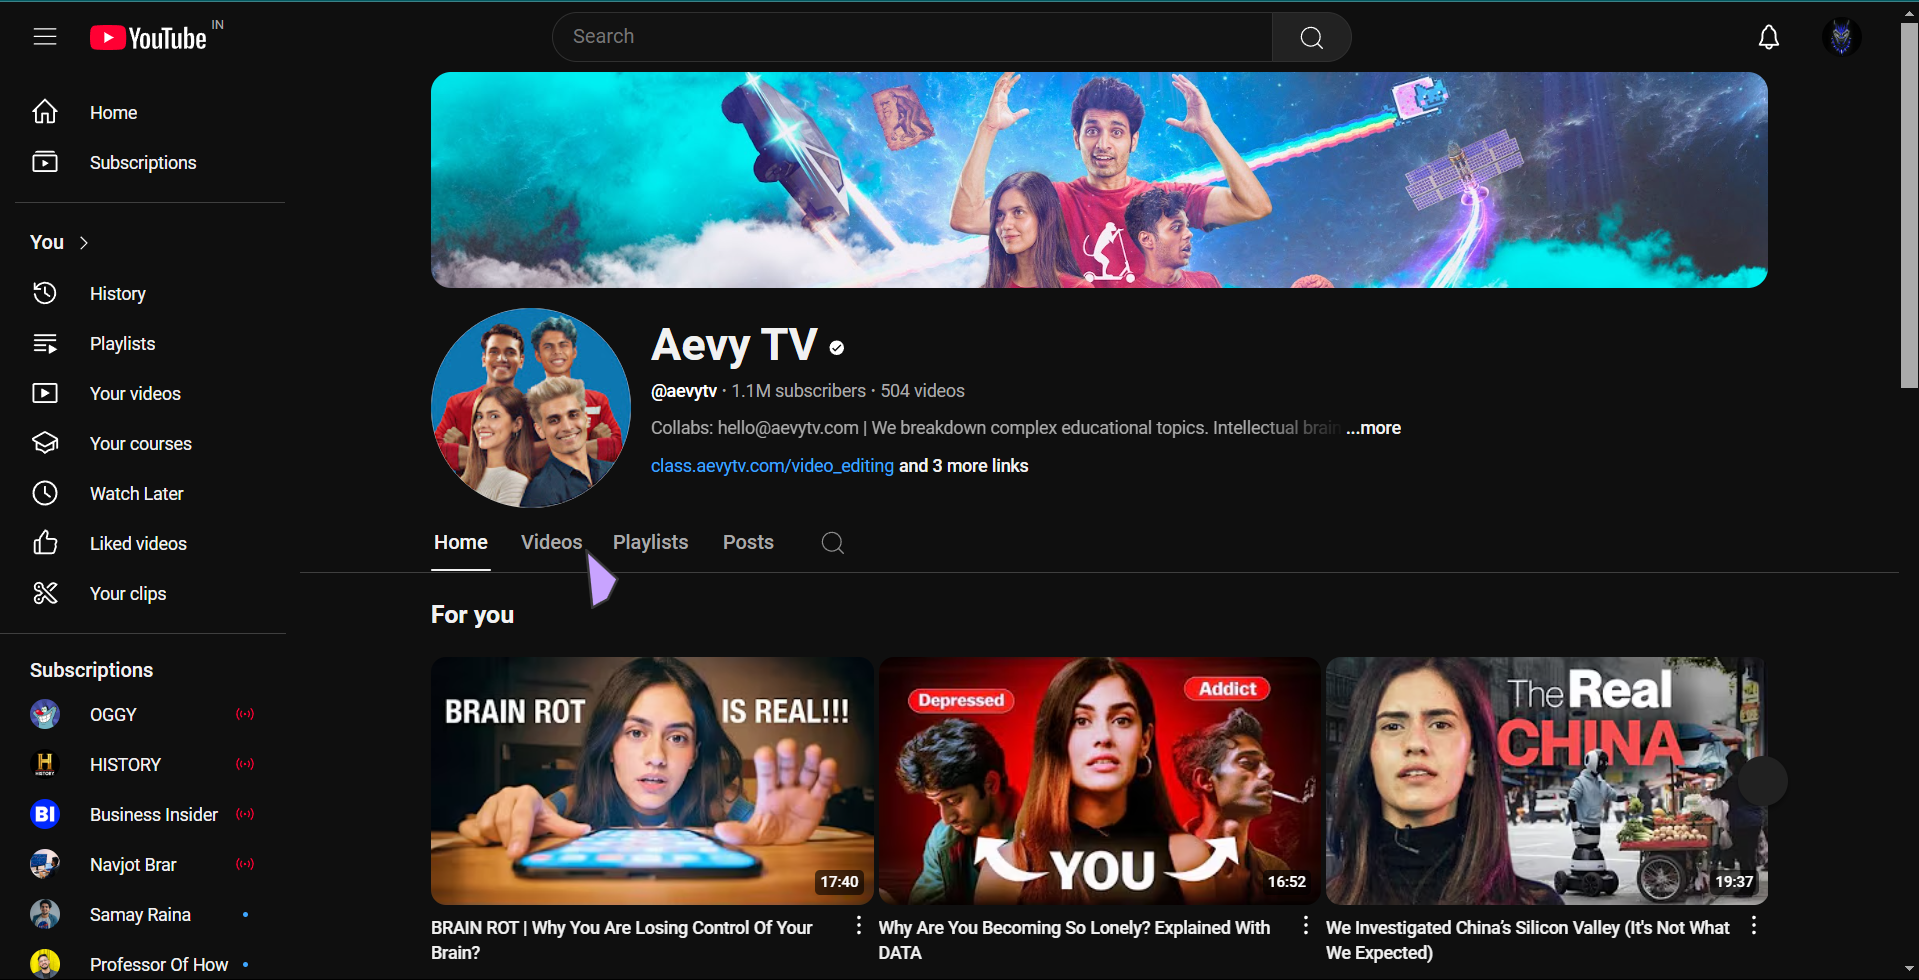 YouTube IN
Search
Home
Subscriptions
You
History
Playlists
Your videos
Your courses
Watch Later
Liked videos
Your clips
Subscriptions
OGGY
HISTORY
HISTORY
BI
Business Insider
Navjot Brar
Samay Raina
Professor Of How
Aevy TV
@aevytv · 1.1M subscribers · 504 videos
Collabs: hello@aevytv.com | We breakdown complex educational topics. Intellectual brain ...more
class.aevytv.com/video_editing and 3 more links
Home Videos Playlists Posts
For you
BRAIN ROT IS REAL!!!
17:40
BRAIN ROT | Why You Are Losing Control Of Your
Brain?
Depressed Addict
YOU
16:52
Why Are You Becoming So Lonely? Explained With
DATA
The Real
CHINA
19:37
We Investigated China’s Silicon Valley (It's Not What
We Expected)